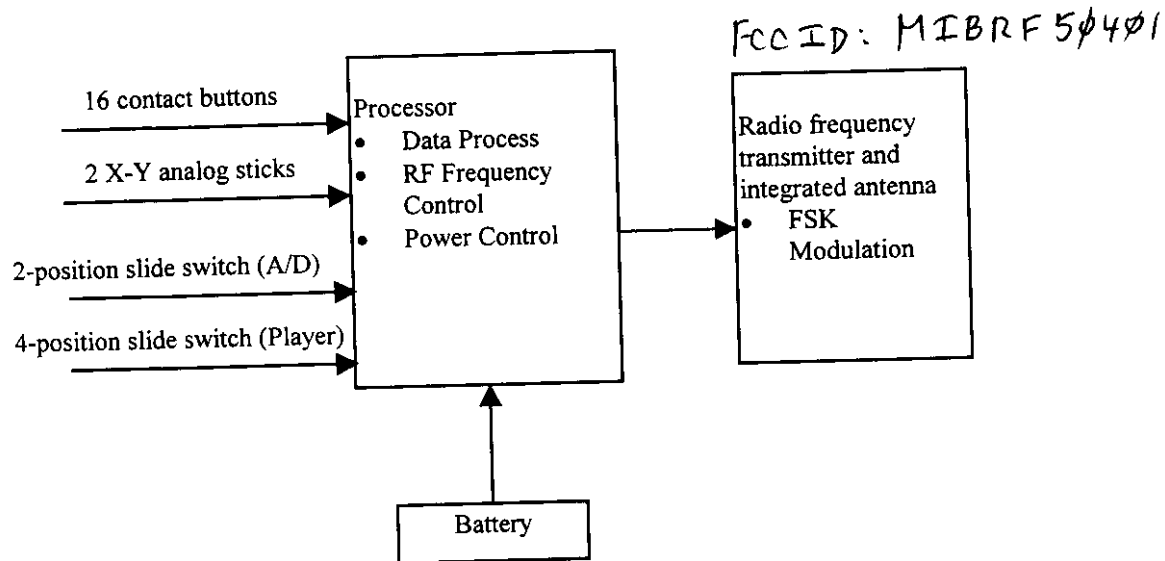 FCC ID: MIBRF50401
16 contact buttons
2 X-Y analog sticks
2-position slide switch (A/D)
4-position slide switch (Player)
Processor
• Data Process
• RF Frequency
Control
• Power Control
Radio frequency
transmitter and
integrated antenna
• FSK
Modulation
Battery